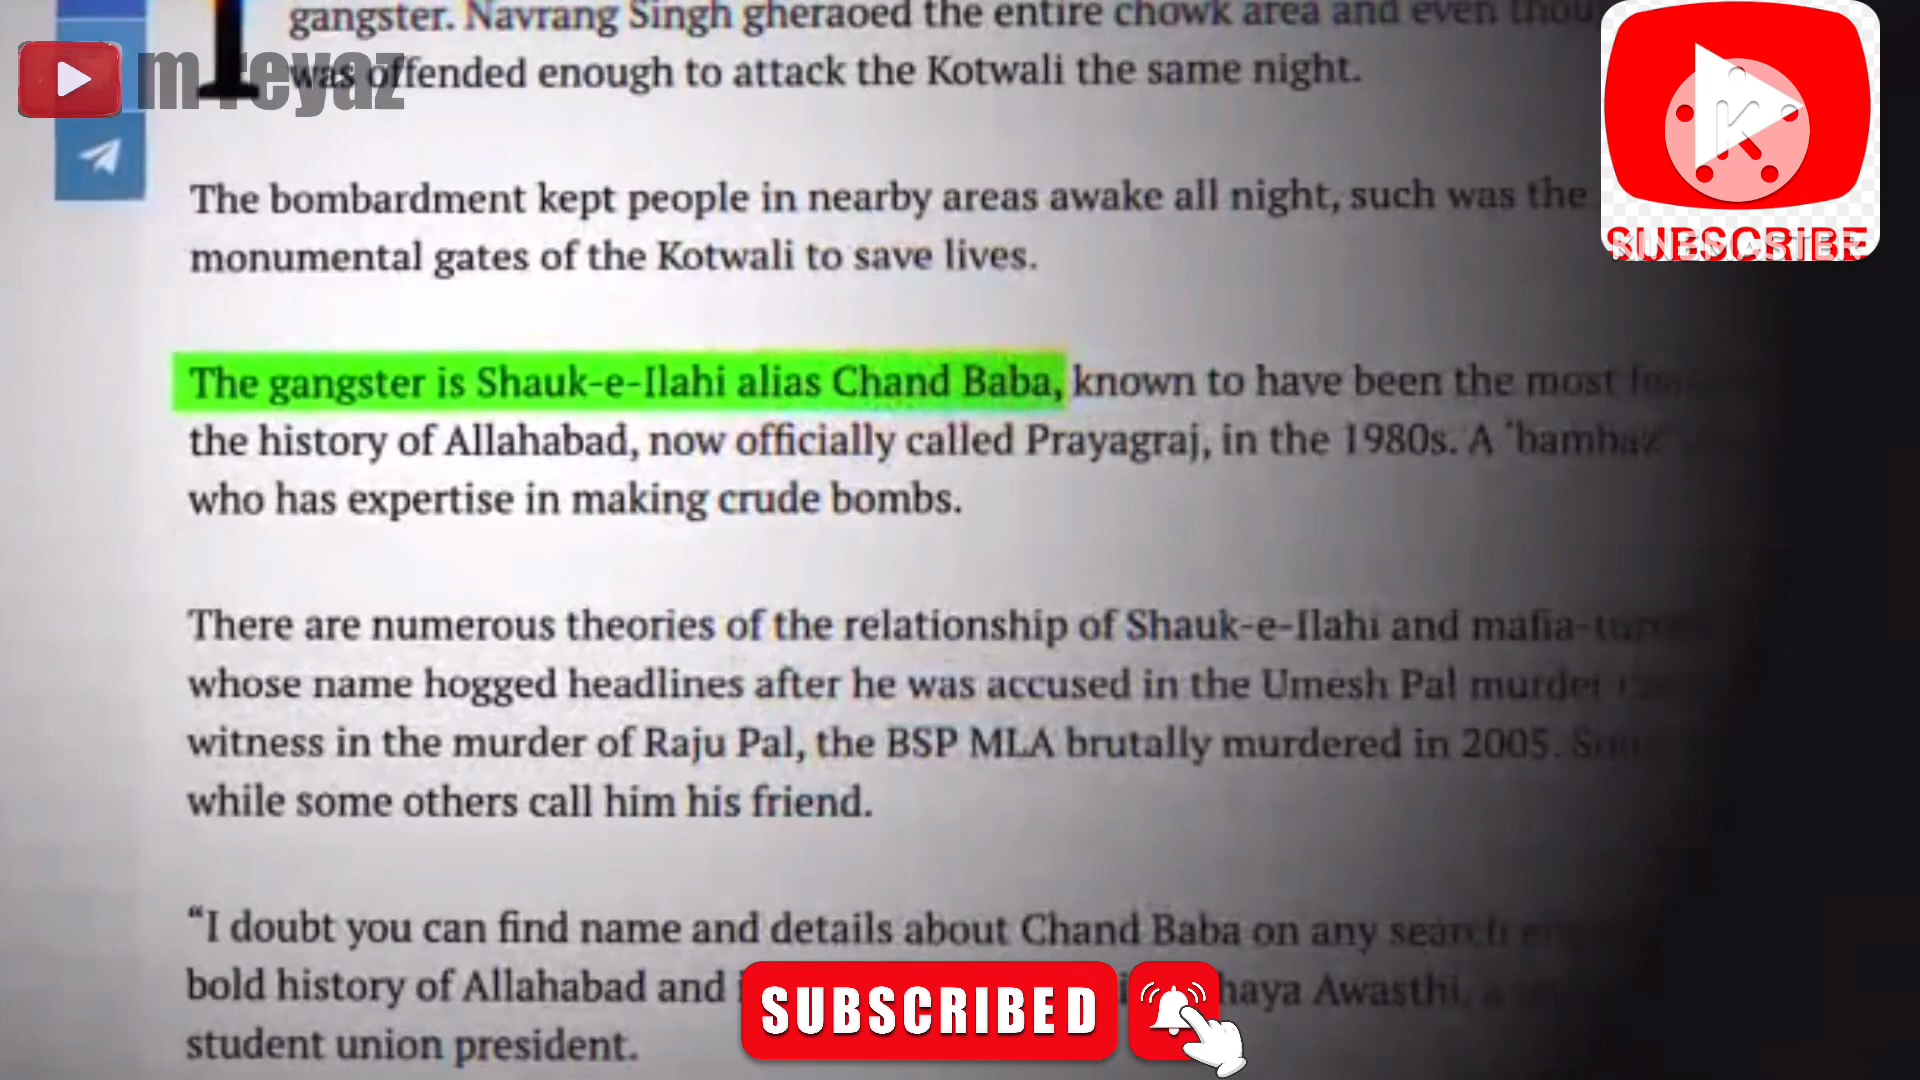 gangster. Navrang Singh gheraoed the entire chowk area and even
was offended enough to attack the Kotwali the same night.
m reyaz
The bombardment kept people in nearby areas awake all night, such was the
monumental gates of the Kotwali to save lives.
SUBSCRIBE
KINEMASTER
The gangster is Shauk-e-Ilahi alias Chand Baba, known to have been the most
the history of Allahabad, now officially called Prayagraj, in the 1980s. A 'bambaz'
who has expertise in making crude bombs.
There are numerous theories of the relationship of Shauk-e-Ilahi and mafia-
whose name hogged headlines after he was accused in the Umesh Pal murder
witness in the murder of Raju Pal, the BSP MLA brutally murdered in 2005.
while some others call him his friend.
“I doubt you can find name and details about Chand Baba on any search
bold history of Allahabad and Awasthi,
student union president.
SUBSCRIBED